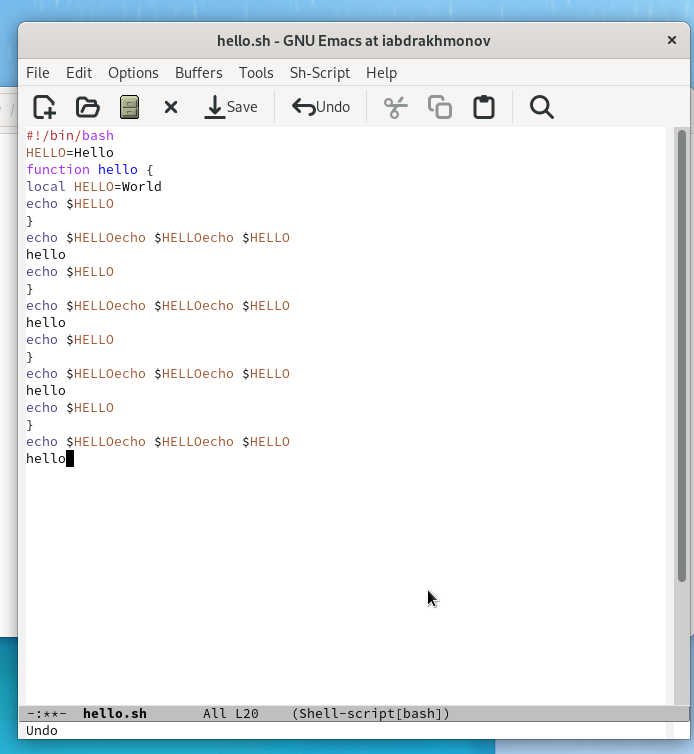 hello.sh - GNU Emacs at iabdrakhmonov
File Edit Options Buffers Tools Sh-Script Help
Save Undo
#!/bin/bash
HELLO=Hello
function hello {
local HELLO=World
echo $HELLO
}
echo $HELLOecho $HELLOecho $HELLO
hello
echo $HELLO
}
echo $HELLOecho $HELLOecho $HELLO
hello
echo $HELLO
}
echo $HELLOecho $HELLOecho $HELLO
hello
echo $HELLO
}
echo $HELLOecho $HELLOecho $HELLO
hello
-:**- hello.sh All L20 (Shell-script[bash])
Undo